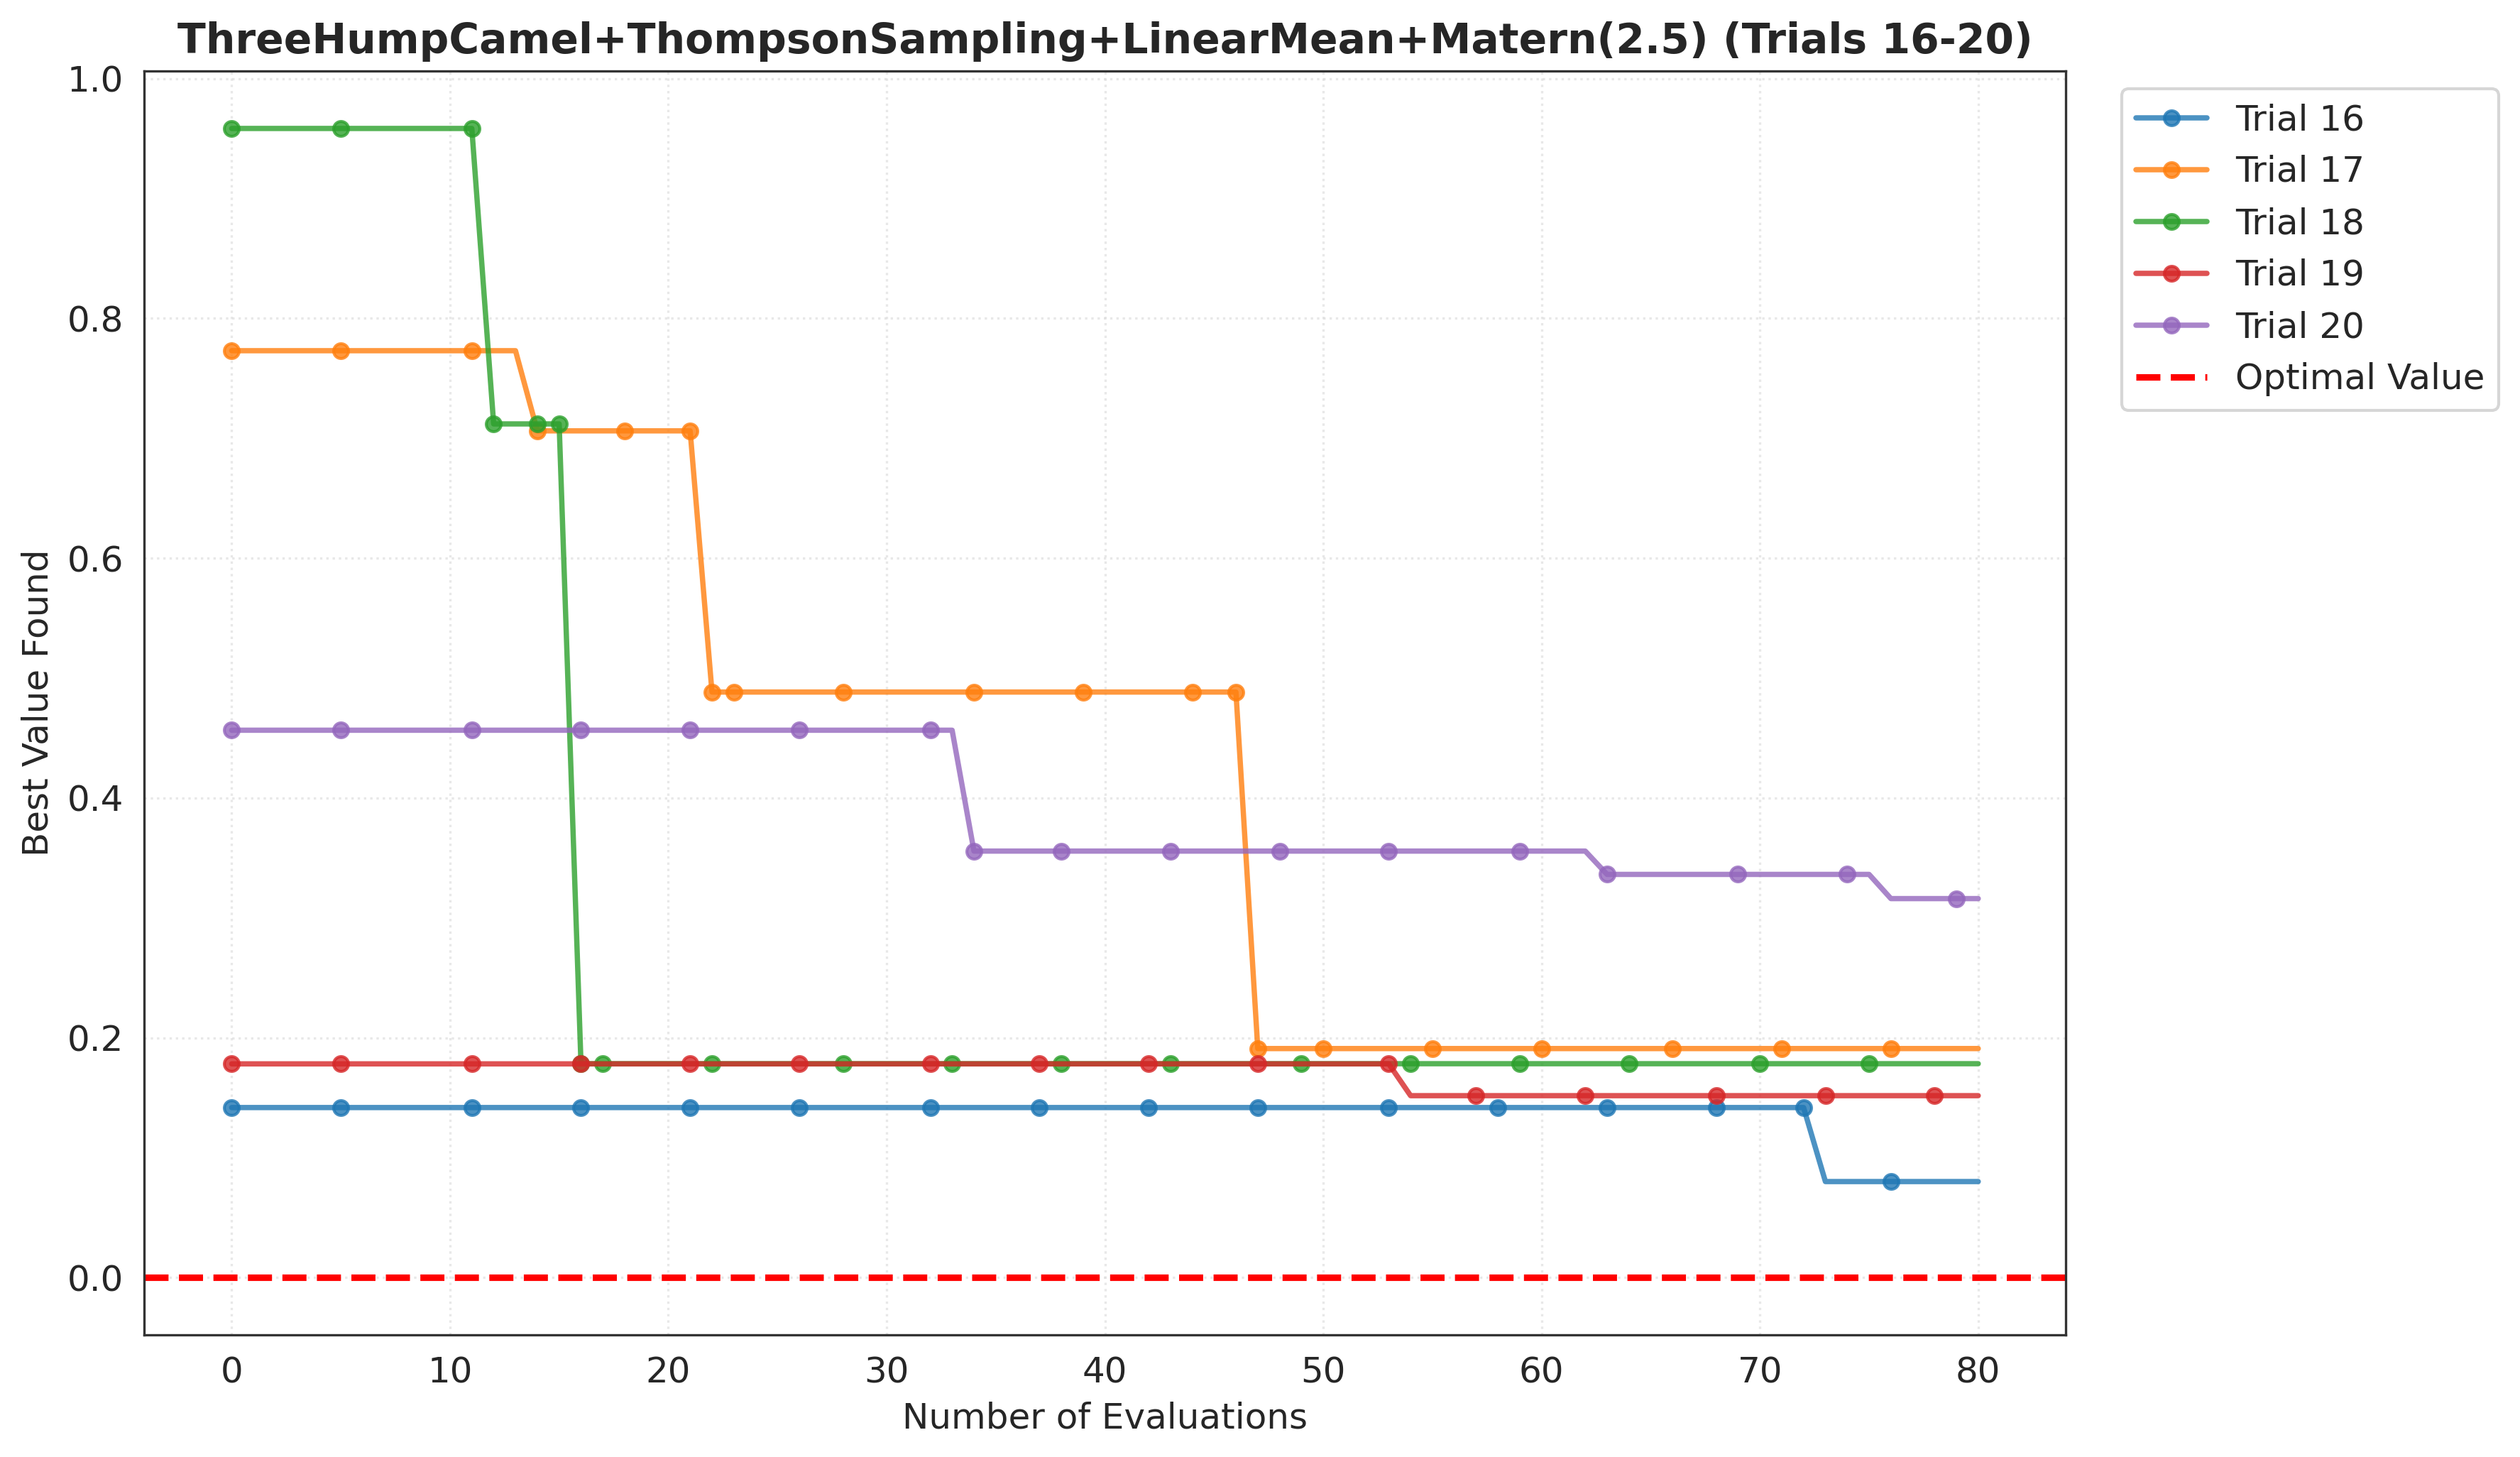 ThreeHumpCamel+ThompsonSampling+LinearMean+Matern(2.5) (Trials 16-20)
Best Value Found
1.0
0.8
0.6
0.4
0.2
0.0
0 10 20 30 40 50 60 70 80
Number of Evaluations
Trial 16
Trial 17
Trial 18
Trial 19
Trial 20
Optimal Value